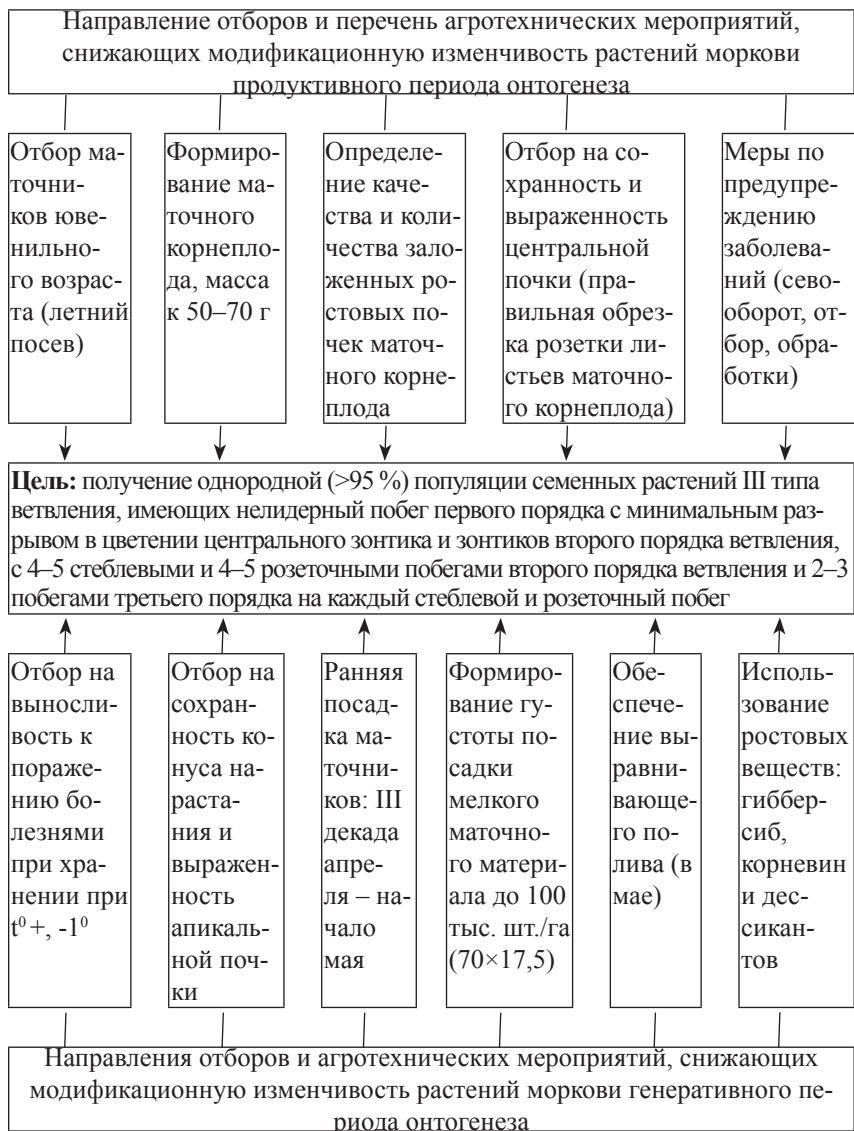 Направление отборов и перечень агротехнических мероприятий,
снижающих модификационную изменчивость растений моркови
продуктивного периода онтогенеза
Отбор ма-
точни-
ков юве-
нильно-
го возрас-
та (летний
посев)
Формиро-
вание ма-
точного
корнепло-
да, масса
к 50–70 г
Определе-
ние каче-
ства и коли-
чества зало-
женных ро-
стовых по-
чек маточ-
ного корне-
плода
Отбор на со-
хранность и
выраженность
центральной
почки (пра-
вильная обрез-
ка розетки ли-
стьев маточно-
го корнеплода)
Меры по
предупре-
ждению
заболева-
ний (сево-
оборот, от-
бор, обра-
ботки)
Цель: получение однородной (>95 %) популяции семенных растений III типа
ветвления, имеющих нелидерный побег первого порядка с минимальным раз-
рывом в цветении центрального зонтика и зонтиков второго порядка ветвления,
с 4–5 стеблевыми и 4–5 розеточными побегами второго порядка ветвления и 2–3
побегами третьего порядка на каждый стеблевой и розеточный побег
Отбор на
выносли-
вость к
пораже-
нию бо-
лезнями
при хра-
нении при
t⁰ +, -1⁰
Отбор на
сохран-
ность ко-
нуса на-
раста-
ния и
выражен-
ность
апикаль-
ной поч-
ки
Ранняя
посад-
ка ма-
точни-
ков: III
декада
апре-
ля – на-
чало
мая
Формиро-
вание гу-
стоты по-
садки
мелкого
маточно-
го матери-
ала до 100
тыс. шт./га
(70×17,5)
Обе-
спече-
ние вы-
равни-
вающе-
го по-
лива (в
мае)
Исполь-
зование
ростовых
веществ:
гиббер-
сиб,
корневин
и дес-
сикан-
тов
Направления отборов и агротехнических мероприятий, снижающих
модификационную изменчивость растений моркови генеративного пе-
риода онтогенеза